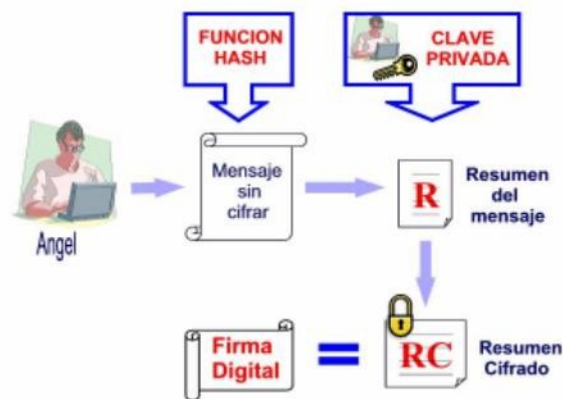 FUNCION
HASH
CLAVE
PRIVADA
Angel
Mensaje
sin
cifrar
R
Resumen
del
mensaje
Firma
Digital
=
RC
Resumen
Cifrado